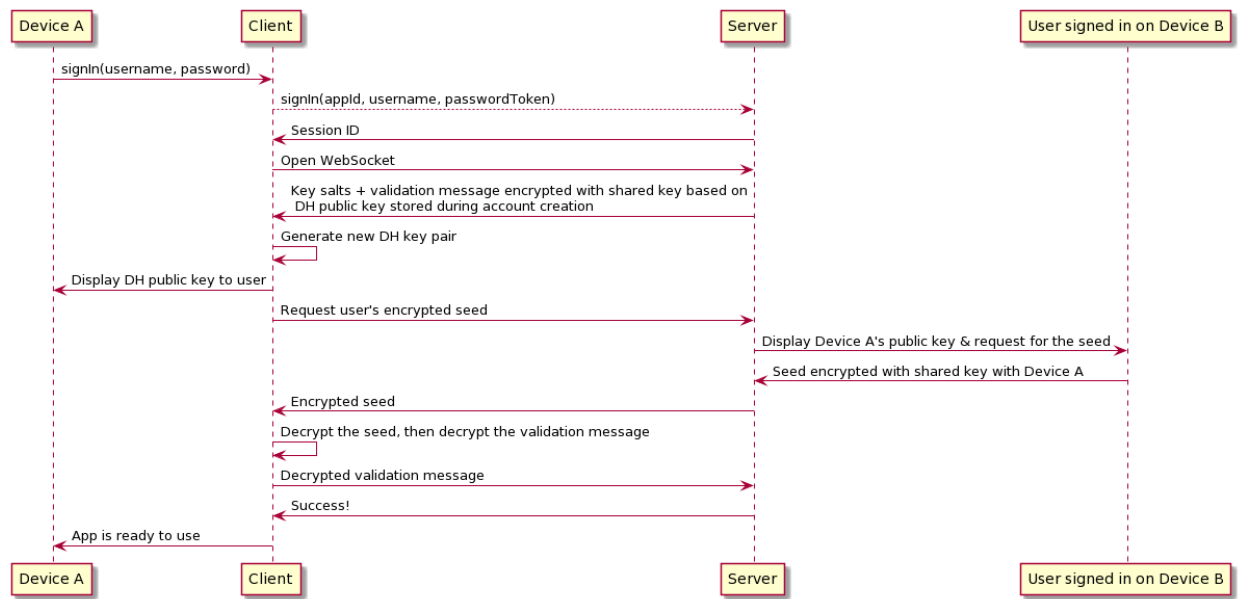 Device A
Client
Server
User signed in on Device B
signIn(username, password)
signIn(appId, username, passwordToken)
Session ID
Open WebSocket
Key salts + validation message encrypted with shared key based on
DH public key stored during account creation
Generate new DH key pair
Display DH public key to user
Request user's encrypted seed
Display Device A's public key & request for the seed
Seed encrypted with shared key with Device A
Encrypted seed
Decrypt the seed, then decrypt the validation message
Decrypted validation message
Success!
App is ready to use
Device A
Client
Server
User signed in on Device B